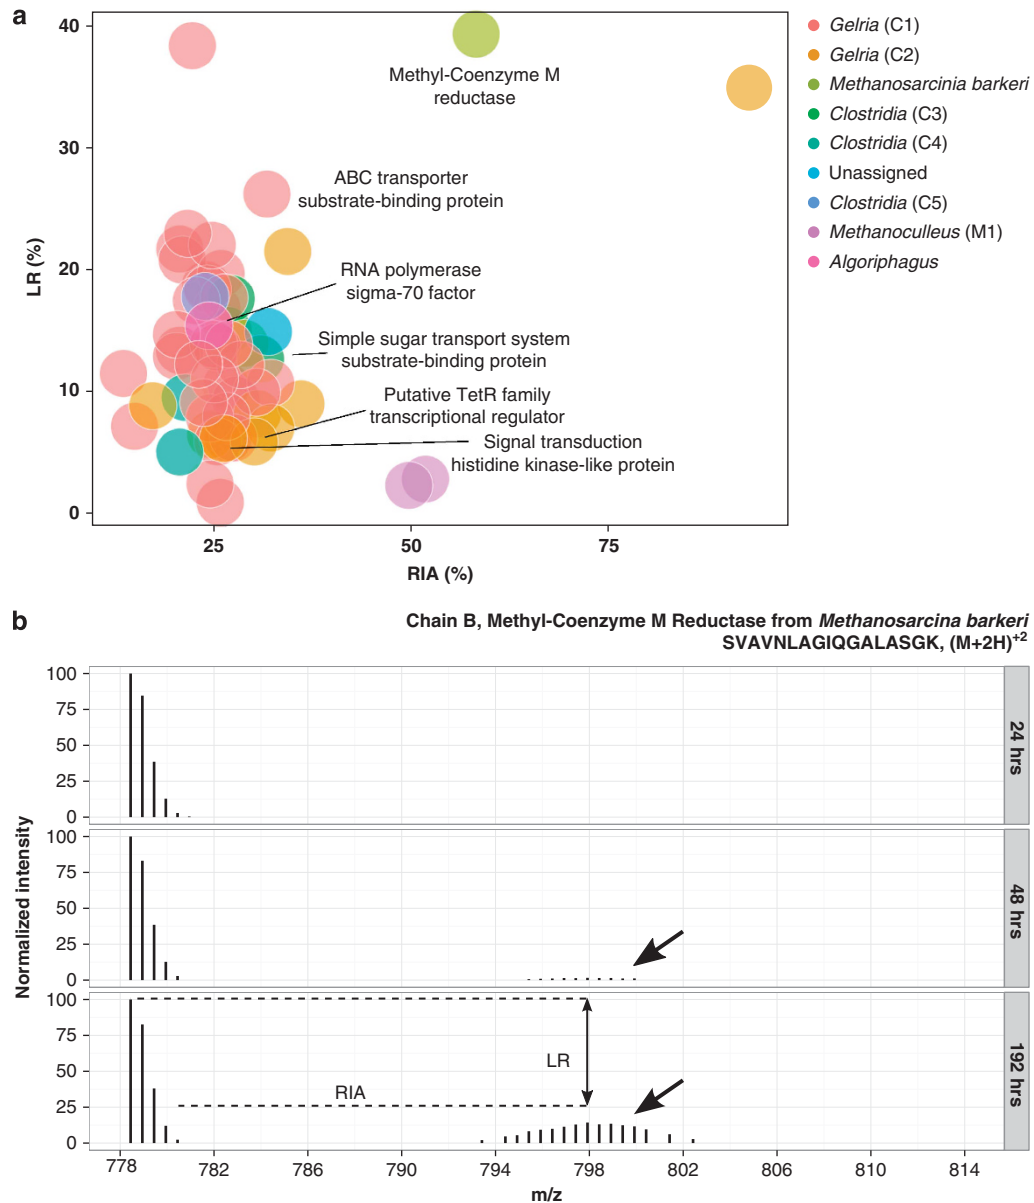 a
40
30
20
10
0
LR (%)
25
50
75
RIA (%)
Methyl-Coenzyme M
reductase
ABC transporter
substrate-binding protein
RNA polymerase
sigma-70 factor
Simple sugar transport system
substrate-binding protein
Putative TetR family
transcriptional regulator
Signal transduction
histidine kinase-like protein
Gelria (C1)
Gelria (C2)
Methanosarcinia barkeri
Clostridia (C3)
Clostridia (C4)
Unassigned
Clostridia (C5)
Methanoculleus (M1)
Algoriphagus
b
Chain B, Methyl-Coenzyme M Reductase from Methanosarcina barkeri
SVAVNLAGIQGALASGK, (M+2H)+2
100
75
50
25
0
24 hrs
100
75
50
25
0
48 hrs
100
75
50
25
0
192 hrs
LR
RIA
Normalized intensity
778
782
786
790
794
798
802
806
810
814
m/z